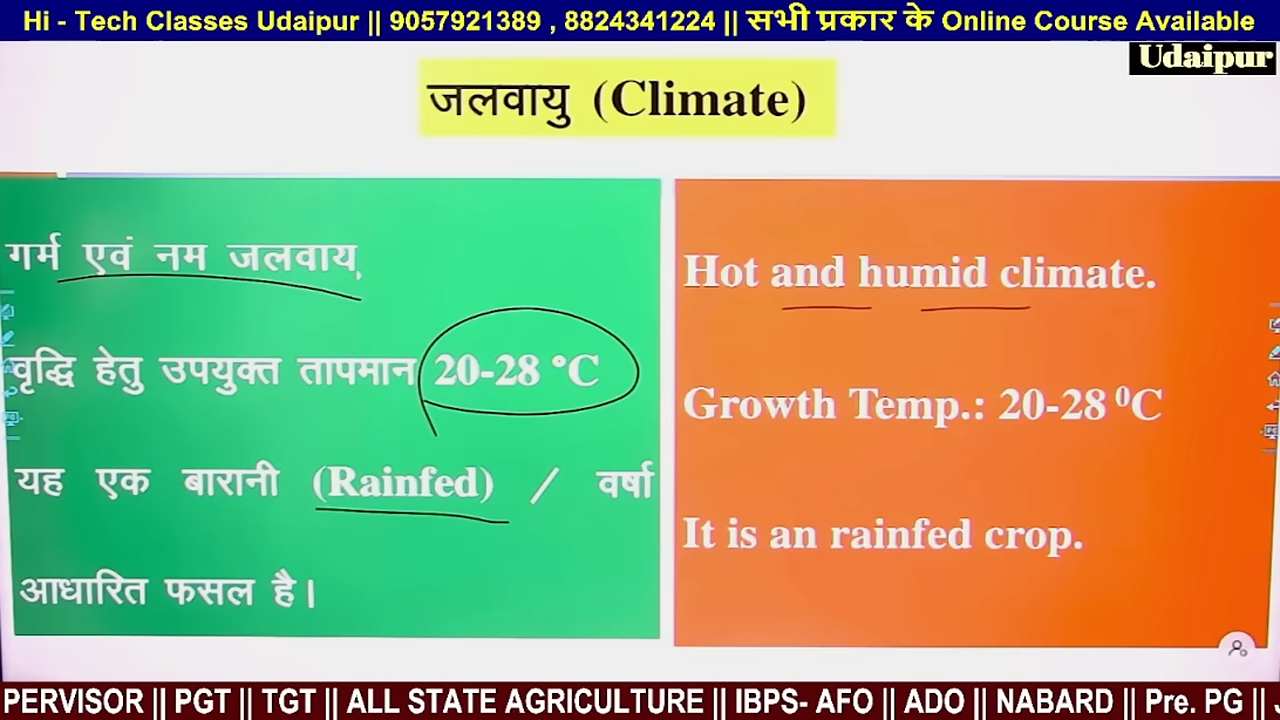 Hi - Tech Classes Udaipur || 9057921389 , 8824341224 || सभी प्रकार के Online Course Available
Udaipur
जलवायु (Climate)
गर्म एवं नम जलवायु
वृद्धि हेतु उपयुक्त तापमान 20-28 °C
यह एक बारानी (Rainfed) / वर्षा
आधारित फसल है।
Hot and humid climate.
Growth Temp.: 20-28 ⁰C
It is an rainfed crop.
PERVISOR || PGT || TGT || ALL STATE AGRICULTURE || IBPS- AFO || ADO || NABARD || Pre. PG ||